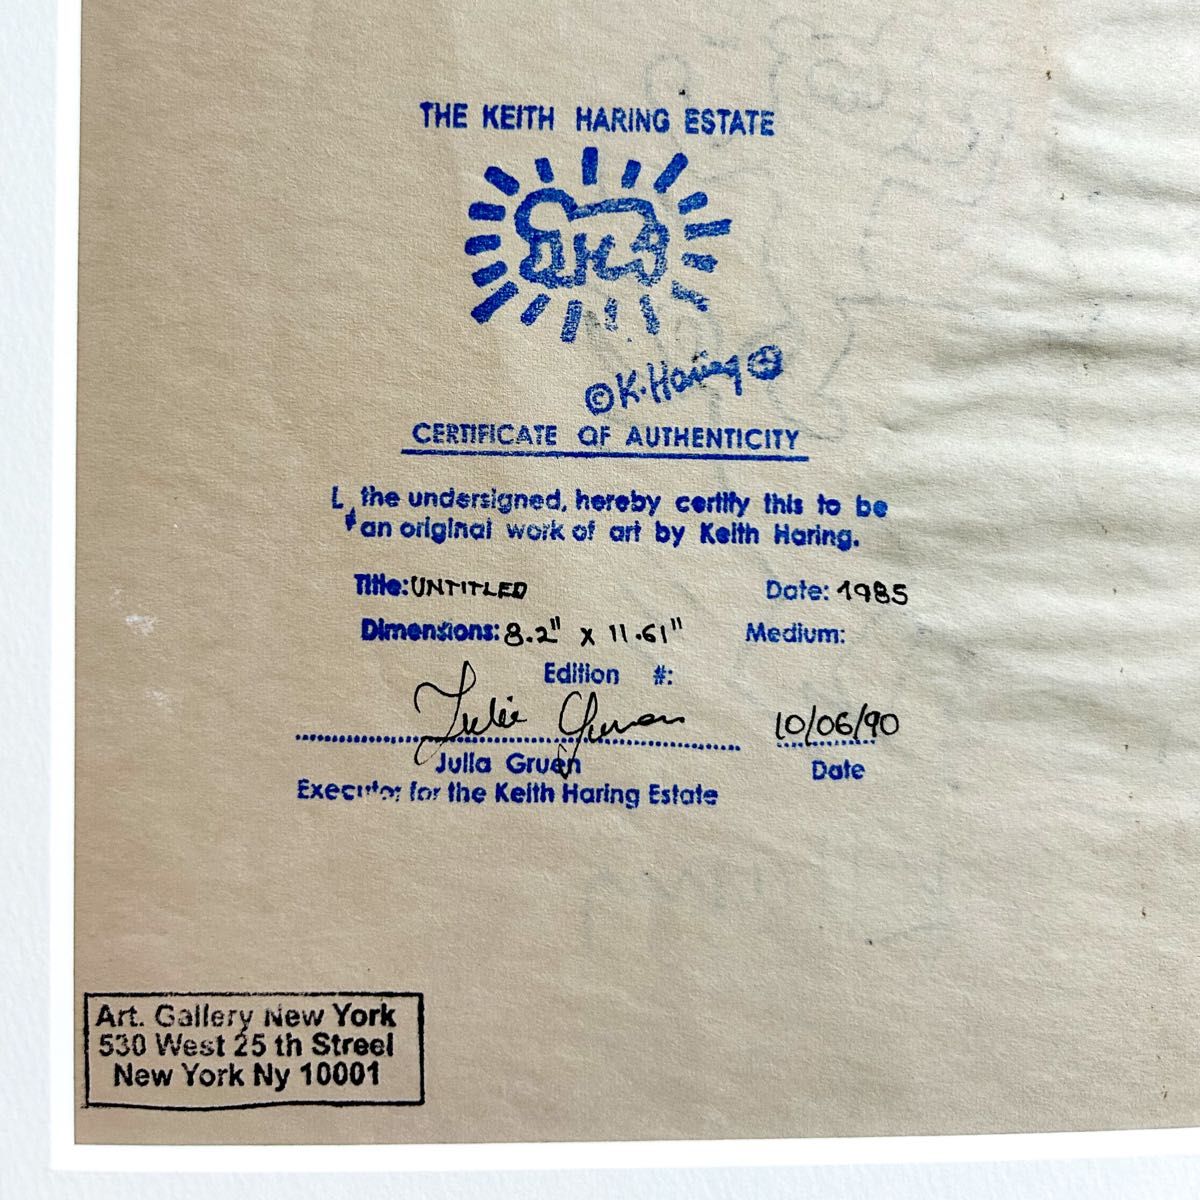 THE KEITH HARING ESTATE
©K.Haring
CERTIFICATE OF AUTHENTICITY
I, the undersigned, hereby certify this to be
an original work of art by Keith Haring.
Title: UNTITLED Date: 1985
Dimensions: 8.2" x 11.61" Medium:
Edition #:
Julie Gruen 10/06/90
Julia Gruen Date
Executor for the Keith Haring Estate
Art. Gallery New York
530 West 25 th Streel
New York Ny 10001